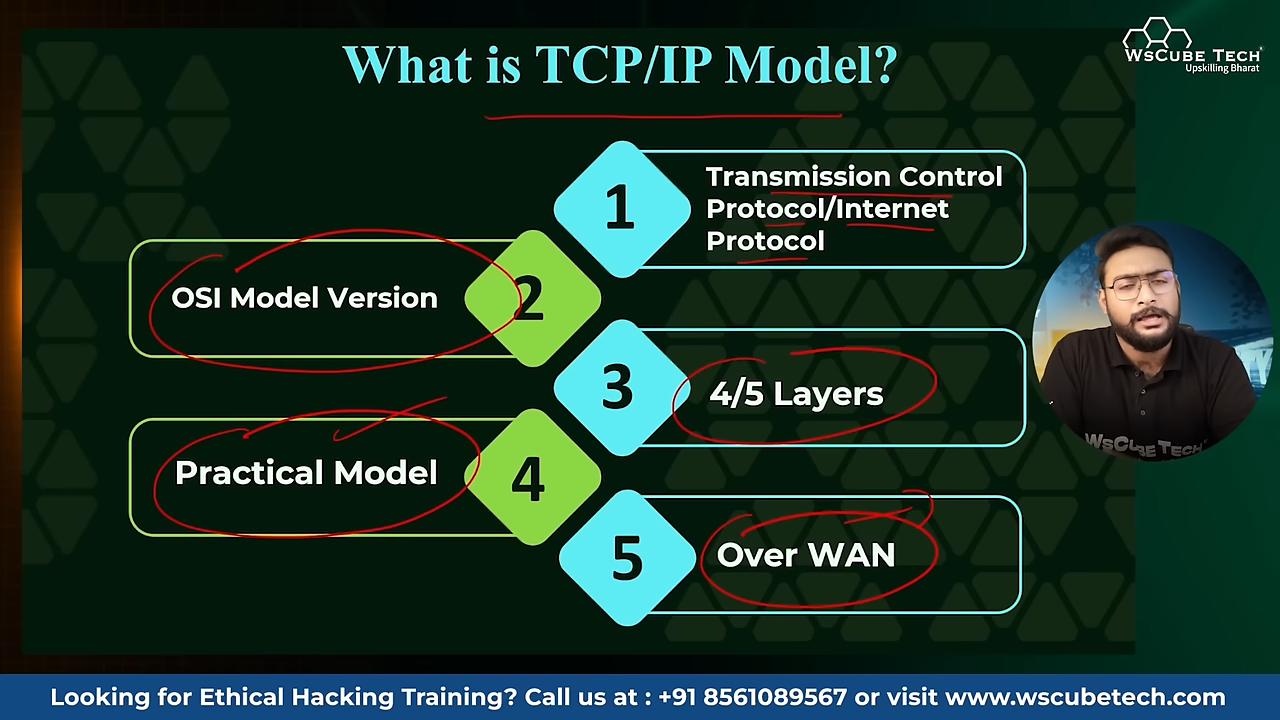 What is TCP/IP Model?
WSCUBE TECH
Upskilling Bharat
1
Transmission Control
Protocol/Internet
Protocol
OSI Model Version
2
3
4/5 Layers
Practical Model
4
5
Over WAN
WSCUBE TECH
Looking for Ethical Hacking Training? Call us at : +91 8561089567 or visit www.wscubetech.com